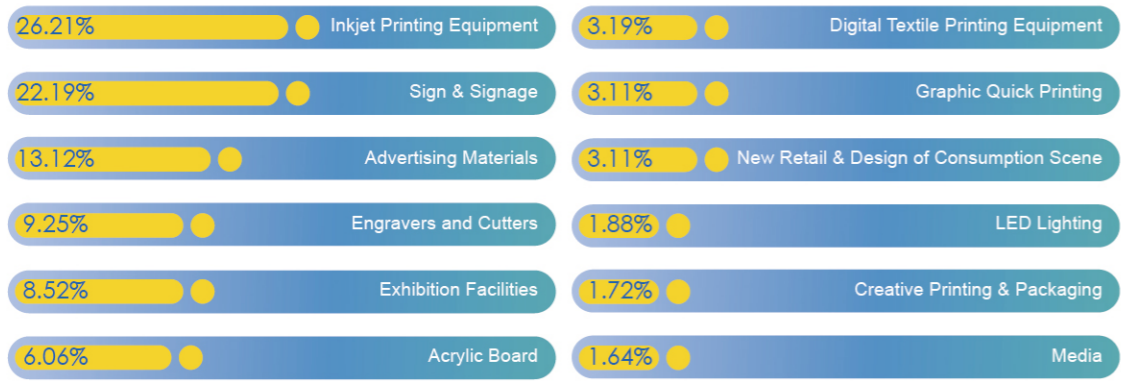 26.21% Inkjet Printing Equipment
22.19% Sign & Signage
13.12% Advertising Materials
9.25% Engravers and Cutters
8.52% Exhibition Facilities
6.06% Acrylic Board
3.19% Digital Textile Printing Equipment
3.11% Graphic Quick Printing
3.11% New Retail & Design of Consumption Scene
1.88% LED Lighting
1.72% Creative Printing & Packaging
1.64% Media